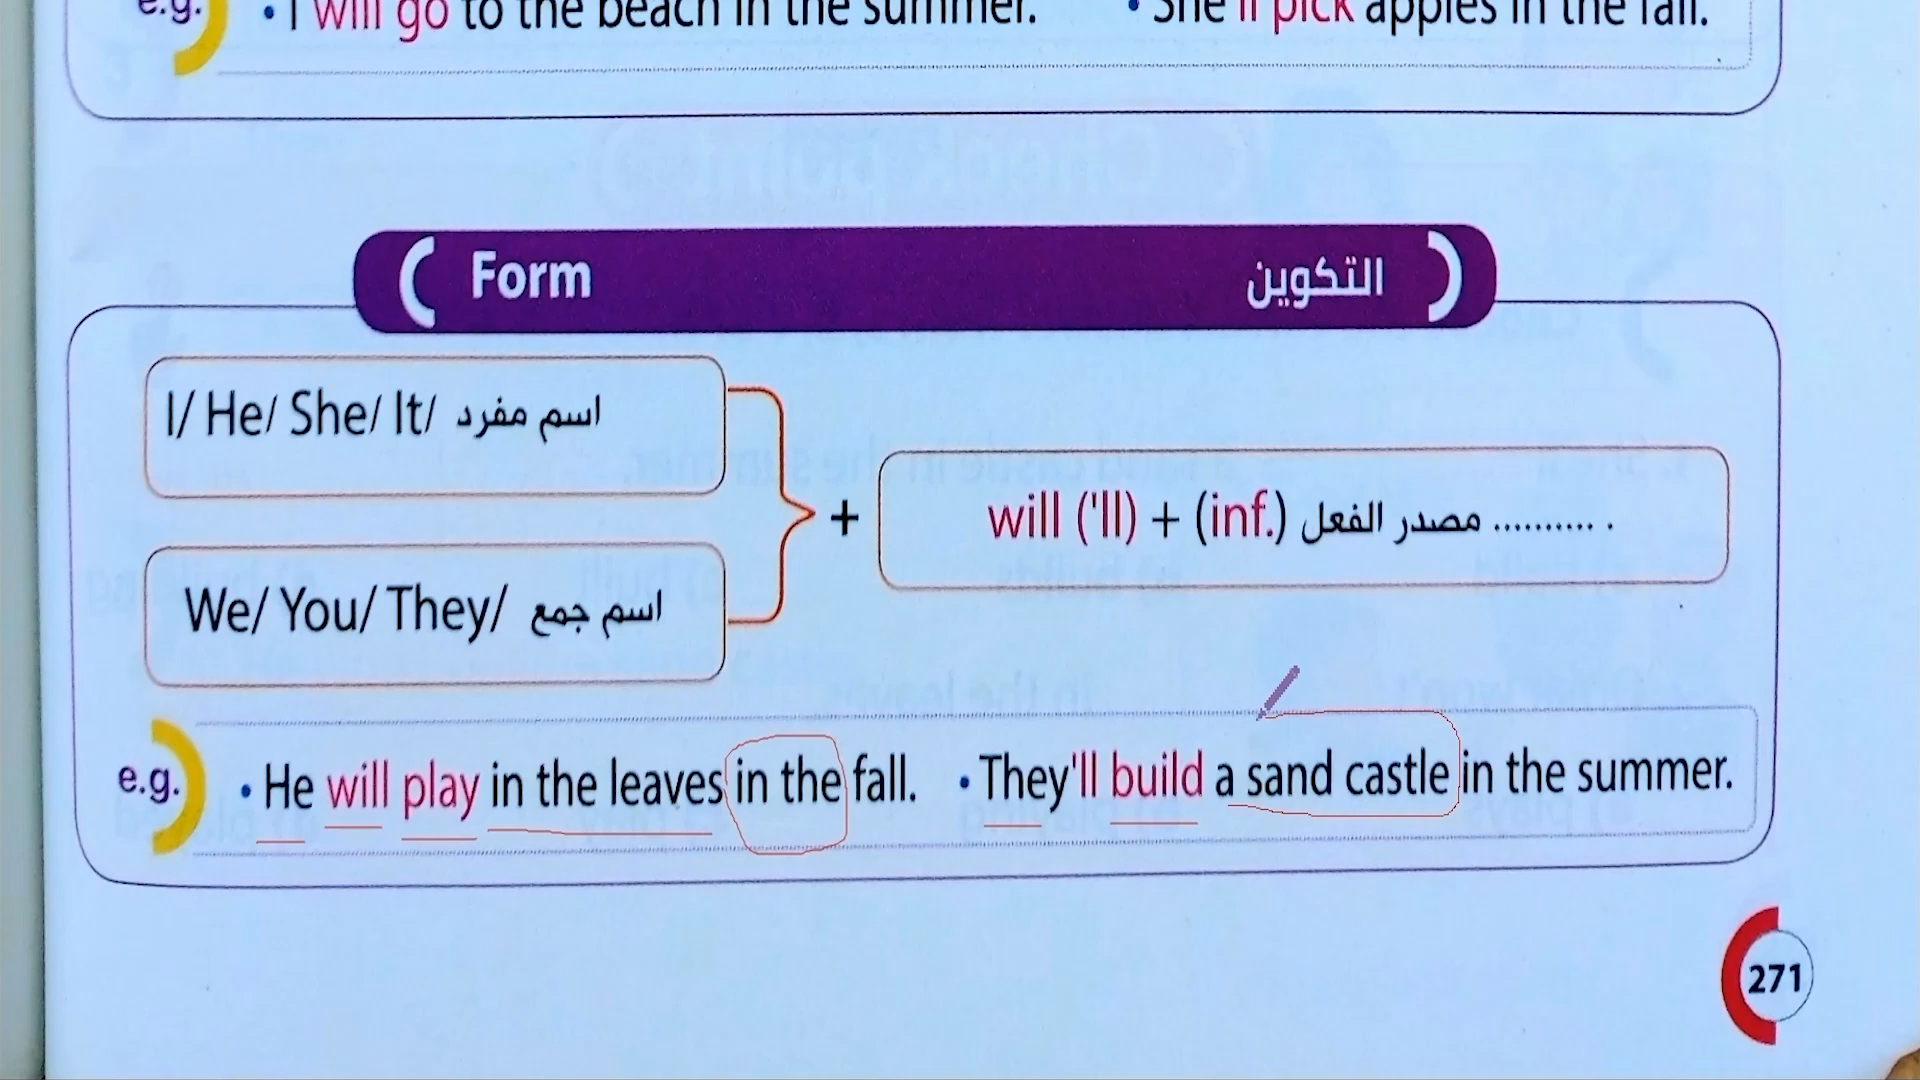 e.g. • I will go to the beach in the summer. • She'll pick apples in the fall.
Form التكوين
I/ He/ She/ It/ اسم مفرد
+ will ('ll) + (inf.) مصدر الفعل .......... .
We/ You/ They/ اسم جمع
e.g. • He will play in the leaves in the fall. • They'll build a sand castle in the summer.
271